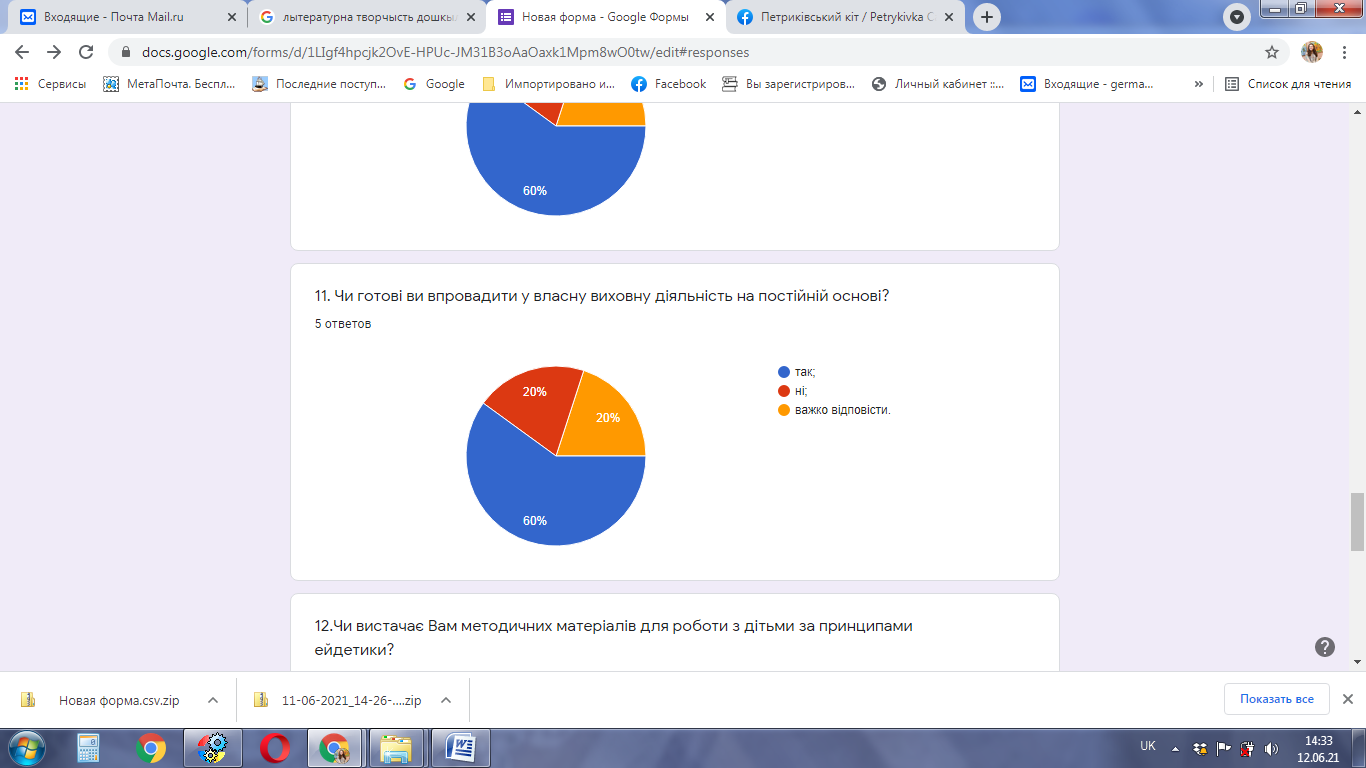 Входящие - Почта Mail.ru
лытературна творчысть дошкы
Новая форма - Google Формы
Петриківський кіт / Petrykivka C
docs.google.com/forms/d/1LIgf4hpcjk2OvE-HPUc-JM31B3oAaOaxk1Mpm8wO0tw/edit#responses
Сервисы
МетаПочта. Беспл...
Последние поступ...
Google
Импортировано и...
Facebook
Вы зарегистриров...
Личный кабинет ::...
Входящие - germa...
»
Список для чтения
60%
11. Чи готові ви впровадити у власну виховну діяльність на постійній основі?
5 ответов
20%
20%
60%
так;
ні;
важко відповісти.
12.Чи вистачає Вам методичних матеріалів для роботи з дітьми за принципами
ейдетики?
Новая форма.csv.zip
11-06-2021_14-26-....zip
Показать все
UK
14:33
12.06.21